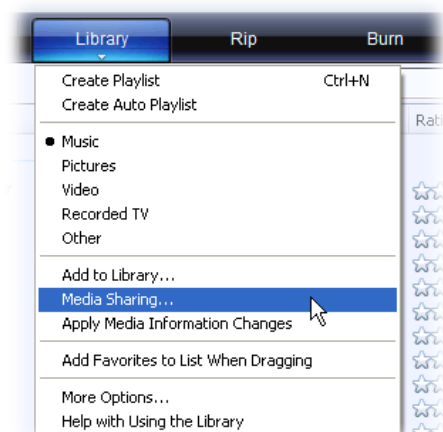 Library Rip Burn
Create Playlist Ctrl+N
Create Auto Playlist
Music
Pictures
Video
Recorded TV
Other
Add to Library...
Media Sharing...
Apply Media Information Changes
Add Favorites to List When Dragging
More Options...
Help with Using the Library